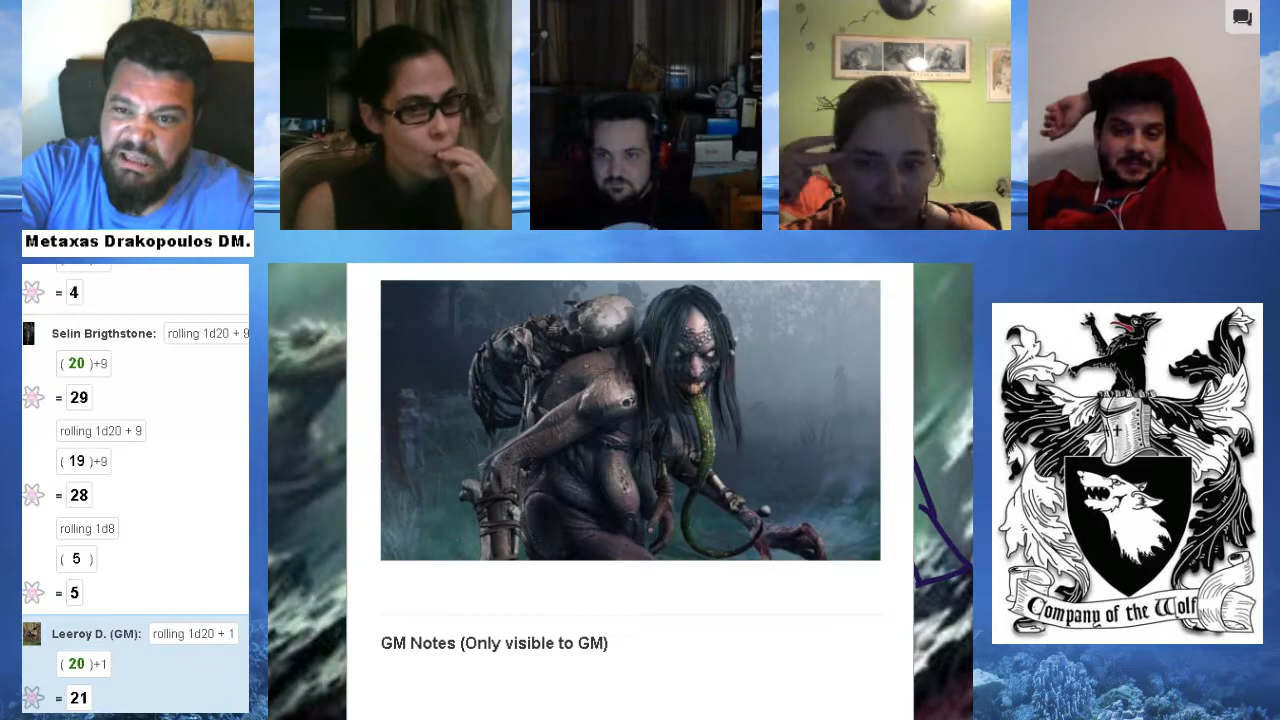 Metaxas Drakopoulos DM.
= 4
Selin Brigthstone: rolling 1d20 + 9
( 20 )+9
= 29
rolling 1d20 + 9
( 19 )+9
= 28
rolling 1d8
( 5 )
= 5
Leeroy D. (GM): rolling 1d20 + 1
( 20 )+1
= 21
GM Notes (Only visible to GM)
Company of the Wolf